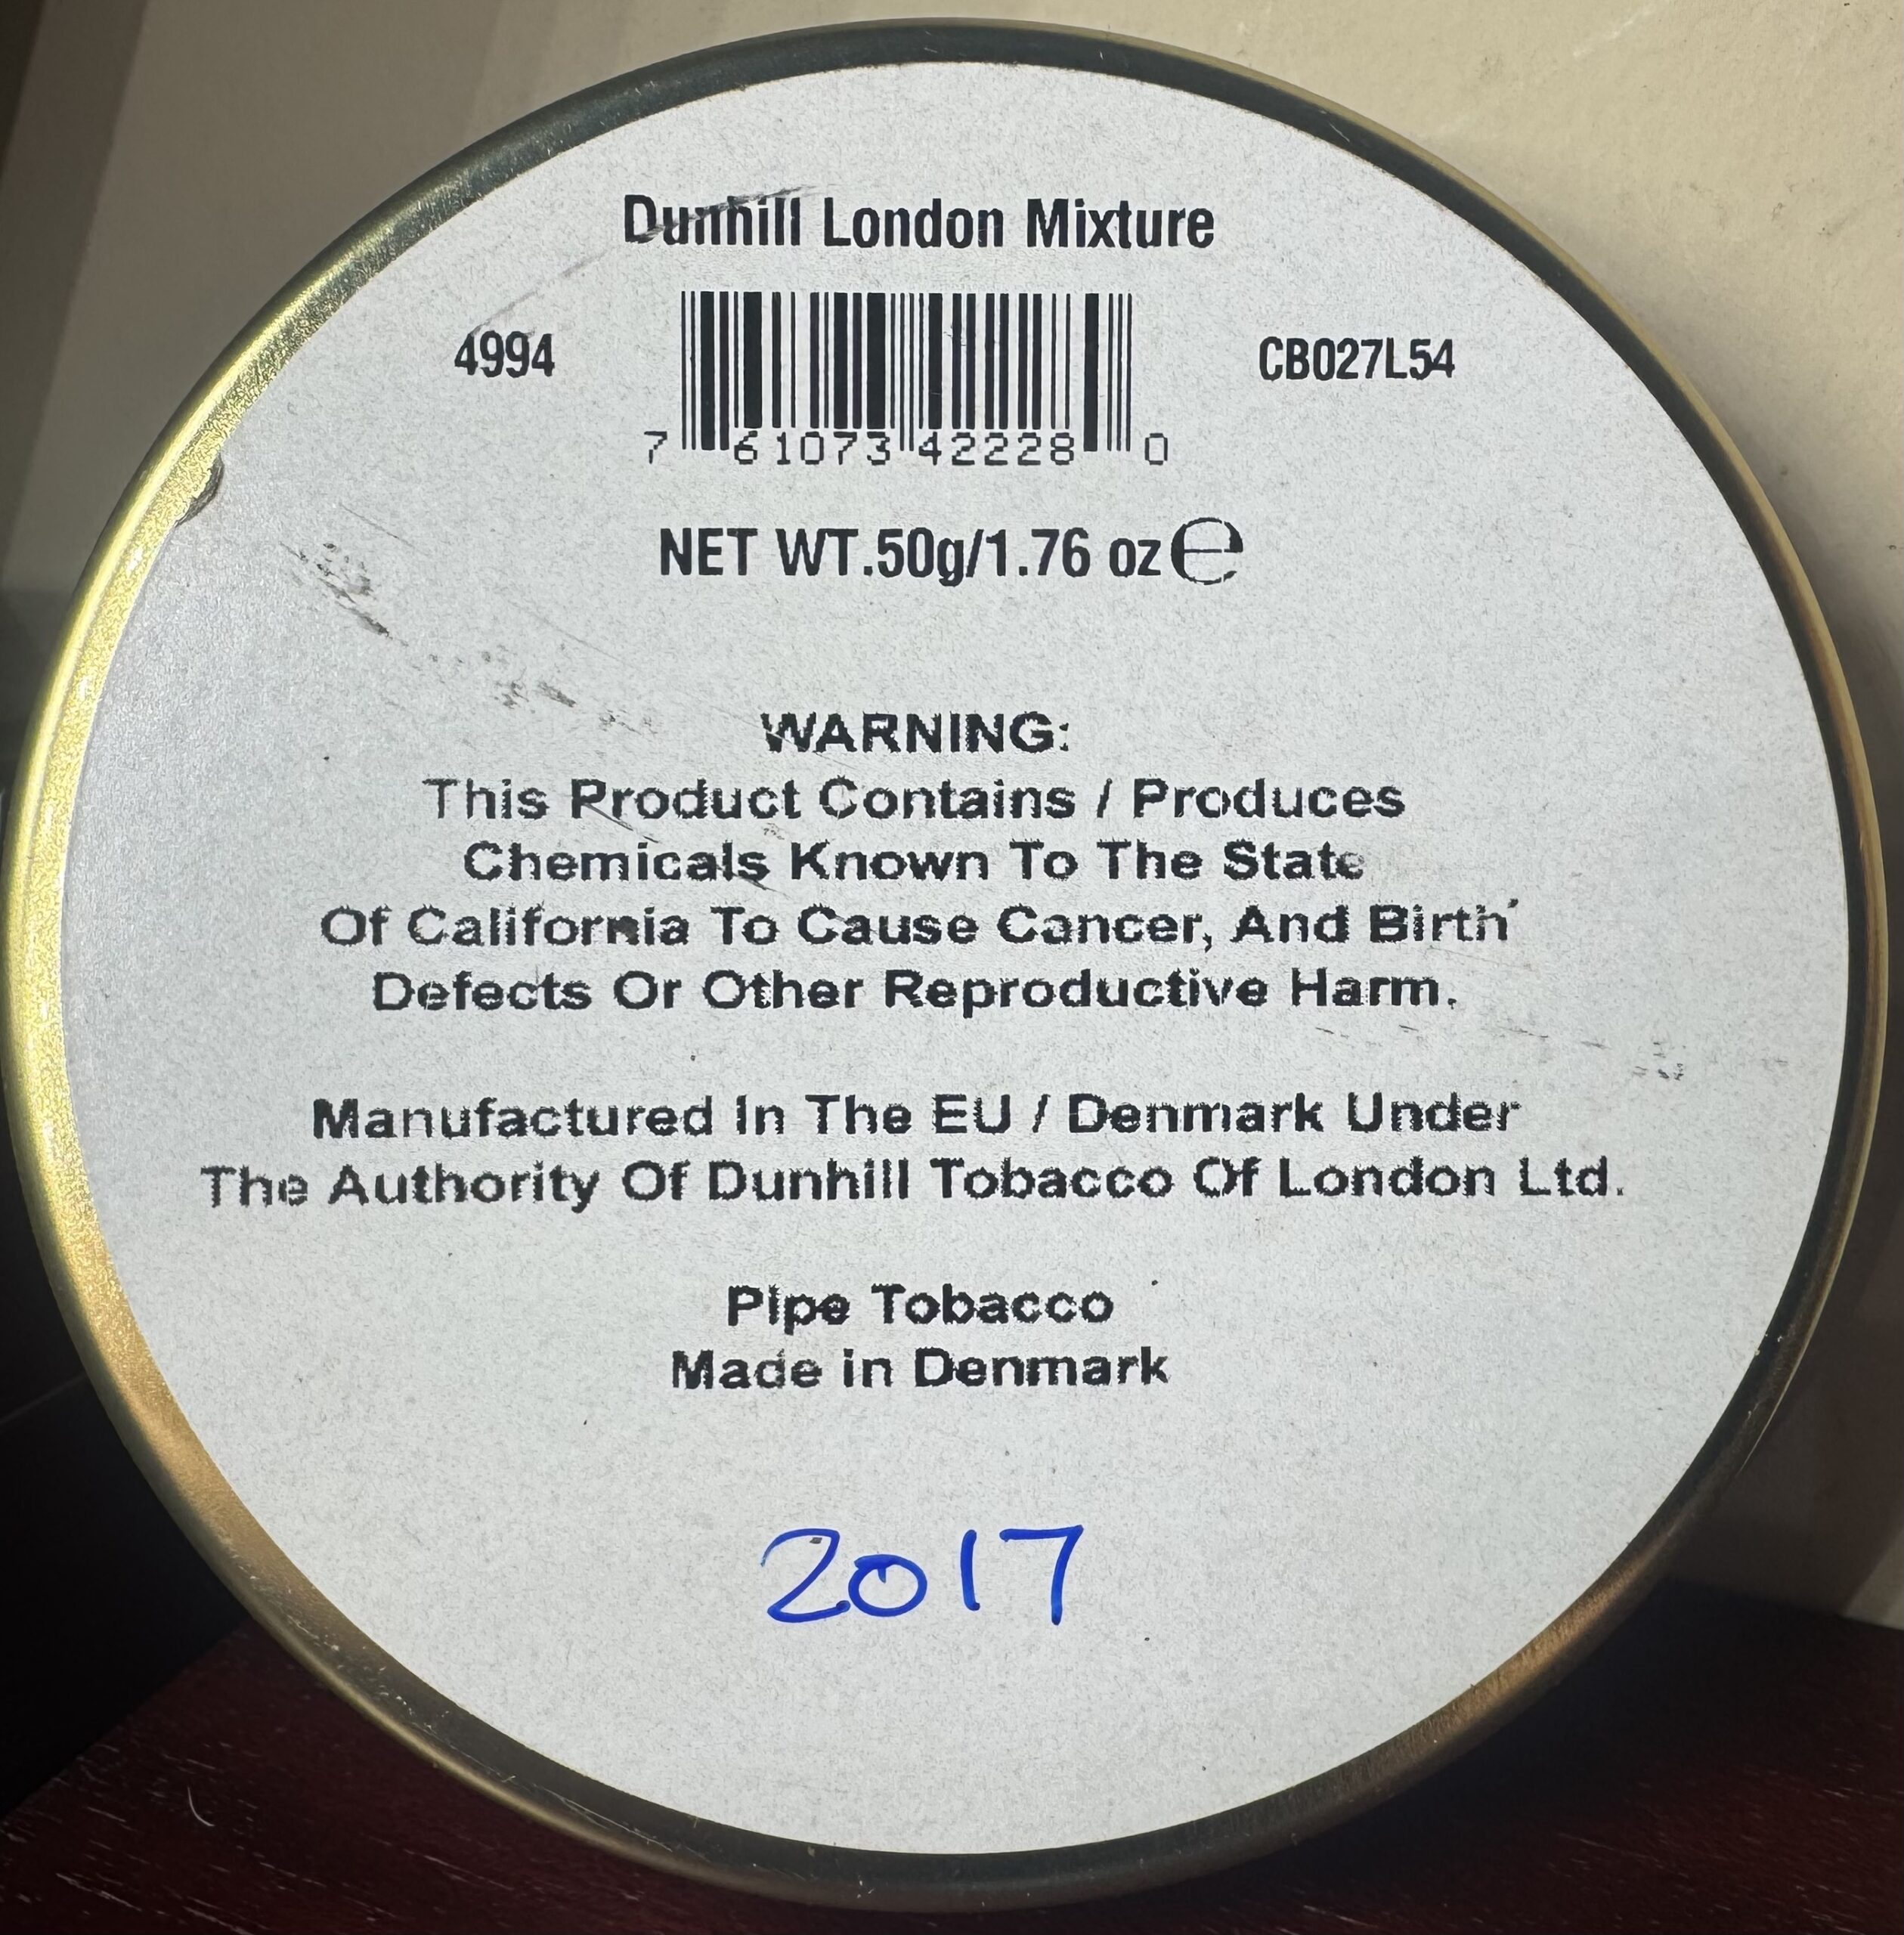 Dunhill London Mixture
4994
CB027L54
7 61073 42228 0
NET WT.50g/1.76 oz ℮
WARNING:
This Product Contains / Produces
Chemicals Known To The State
Of California To Cause Cancer, And Birth
Defects Or Other Reproductive Harm.
Manufactured In The EU / Denmark Under
The Authority Of Dunhill Tobacco Of London Ltd.
Pipe Tobacco
Made in Denmark
2017